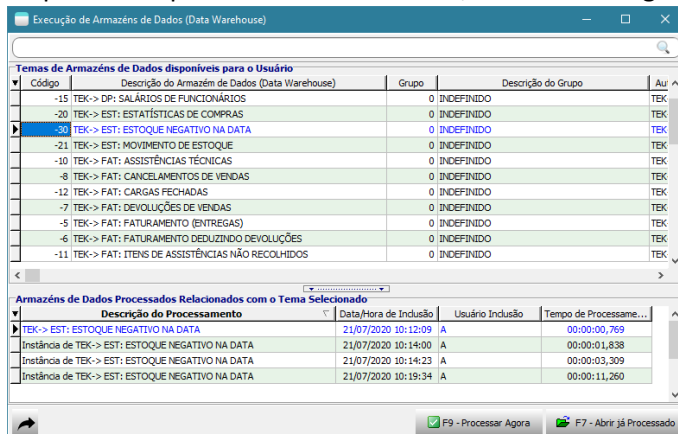 Execução de Armazéns de Dados (Data Warehouse)
Temas de Armazéns de Dados disponíveis para o Usuário
Código Descrição do Armazém de Dados (Data Warehouse) Grupo Descrição do Grupo
-15 TEK-> DP: SALÁRIOS DE FUNCIONÁRIOS 0 INDEFINIDO TEK
-20 TEK-> EST: ESTATÍSTICAS DE COMPRAS 0 INDEFINIDO TEK
-30 TEK-> EST: ESTOQUE NEGATIVO NA DATA 0 INDEFINIDO TEK
-21 TEK-> EST: MOVIMENTO DE ESTOQUE 0 INDEFINIDO TEK
-10 TEK-> FAT: ASSISTÊNCIAS TÉCNICAS 0 INDEFINIDO TEK
-8 TEK-> FAT: CANCELAMENTOS DE VENDAS 0 INDEFINIDO TEK
-12 TEK-> FAT: CARGAS FECHADAS 0 INDEFINIDO TEK
-7 TEK-> FAT: DEVOLUÇÕES DE VENDAS 0 INDEFINIDO TEK
-5 TEK-> FAT: FATURAMENTO (ENTREGAS) 0 INDEFINIDO TEK
-6 TEK-> FAT: FATURAMENTO DEDUZINDO DEVOLUÇÕES 0 INDEFINIDO TEK
-11 TEK-> FAT: ITENS DE ASSISTÊNCIAS NÃO RECOLHIDOS 0 INDEFINIDO TEK
Armazéns de Dados Processados Relacionados com o Tema Selecionado
Descrição do Processamento Data/Hora de Inclusão Usuário Inclusão Tempo de Processame...
TEK-> EST: ESTOQUE NEGATIVO NA DATA 21/07/2020 10:12:09 A 00:00:00,769
Instância de TEK-> EST: ESTOQUE NEGATIVO NA DATA 21/07/2020 10:14:00 A 00:00:01,838
Instância de TEK-> EST: ESTOQUE NEGATIVO NA DATA 21/07/2020 10:14:23 A 00:00:03,309
Instância de TEK-> EST: ESTOQUE NEGATIVO NA DATA 21/07/2020 10:19:34 A 00:00:11,260
F9 - Processar Agora F7 - Abrir já Processado